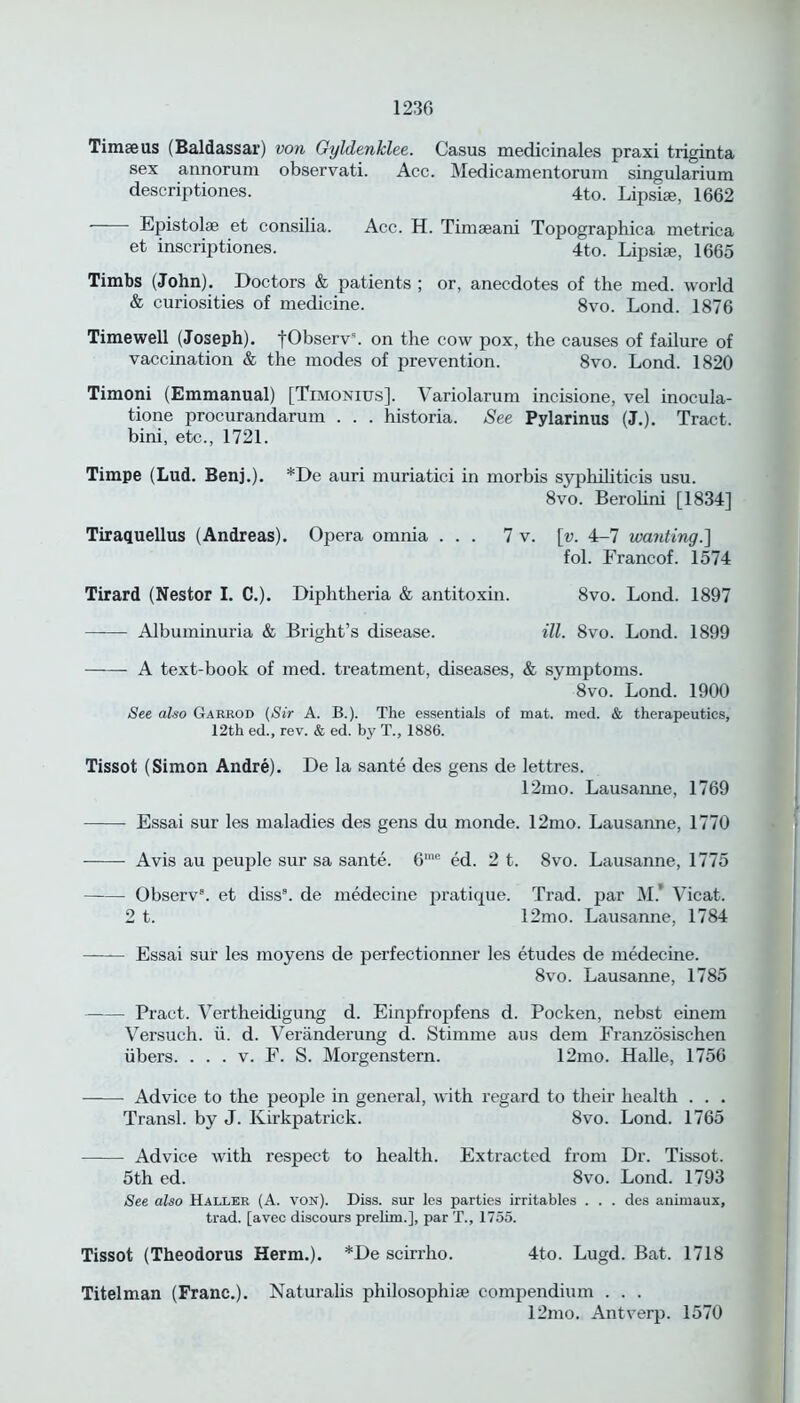 1236
Timæus (Baldassar) von Gyldenklee. Casus medicinales praxi triginta
sex annorum observati. Acc. Medicamentorum singularium
descriptiones. 4to. Lipsiæ, 1662
—— Epistolæ et consilia. Acc. H. Timæani Topographica metrica
et inscriptiones. 4to. Lipsiæ, 1665
Timbs (John). Doctors & patients ; or, anecdotes of the med. world
& curiosities of medicine. 8vo. Lond. 1876
Timewell (Joseph). †Observˢ. on the cow pox, the causes of failure of
vaccination & the modes of prevention. 8vo. Lond. 1820
Timoni (Emmanual) [Timonius]. Variolarum incisione, vel inocula-
tione procurandarum . . . historia. See Pylarinus (J.). Tract.
bini, etc., 1721.
Timpe (Lud. Benj.). *De auri muriatici in morbis syphiliticis usu.
8vo. Berolini [1834]
Tiraquellus (Andreas). Opera omnia . . . 7 v. [v. 4–7 wanting.]
fol. Francof. 1574
Tirard (Nestor I. C.). Diphtheria & antitoxin. 8vo. Lond. 1897
—— Albuminuria & Bright's disease. ill. 8vo. Lond. 1899
—— A text-book of med. treatment, diseases, & symptoms.
8vo. Lond. 1900
See also Garrod (Sir A. B.). The essentials of mat. med. & therapeutics,
12th ed., rev. & ed. by T., 1886.
Tissot (Simon André). De la santé des gens de lettres.
12mo. Lausanne, 1769
—— Essai sur les maladies des gens du monde. 12mo. Lausanne, 1770
—— Avis au peuple sur sa santé. 6ᵐᵉ éd. 2 t. 8vo. Lausanne, 1775
—— Observˢ. et dissˢ. de médecine pratique. Trad. par M.* Vicat.
2 t. 12mo. Lausanne, 1784
—— Essai sur les moyens de perfectionner les études de médecine.
8vo. Lausanne, 1785
—— Pract. Vertheidigung d. Einpfropfens d. Pocken, nebst einem
Versuch. ü. d. Veränderung d. Stimme aus dem Französischen
übers. . . . v. F. S. Morgenstern. 12mo. Halle, 1756
—— Advice to the people in general, with regard to their health . . .
Transl. by J. Kirkpatrick. 8vo. Lond. 1765
—— Advice with respect to health. Extracted from Dr. Tissot.
5th ed. 8vo. Lond. 1793
See also Haller (A. von). Diss. sur les parties irritables . . . des animaux,
trad. [avec discours prelim.], par T., 1755.
Tissot (Theodorus Herm.). *De scirrho. 4to. Lugd. Bat. 1718
Titelman (Franc.). Naturalis philosophiæ compendium . . .
12mo. Antverp. 1570